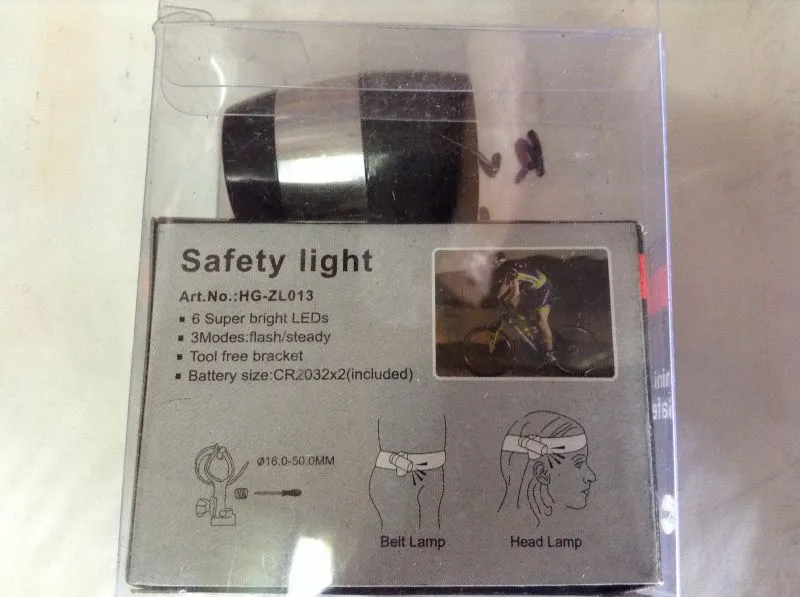 Safety light
Art.No.:HG-ZL013
▪ 6 Super bright LEDs
▪ 3Modes:flash/steady
▪ Tool free bracket
▪ Battery size:CR2032x2(included)
ø16.0-50.0MM
Belt Lamp
Head Lamp